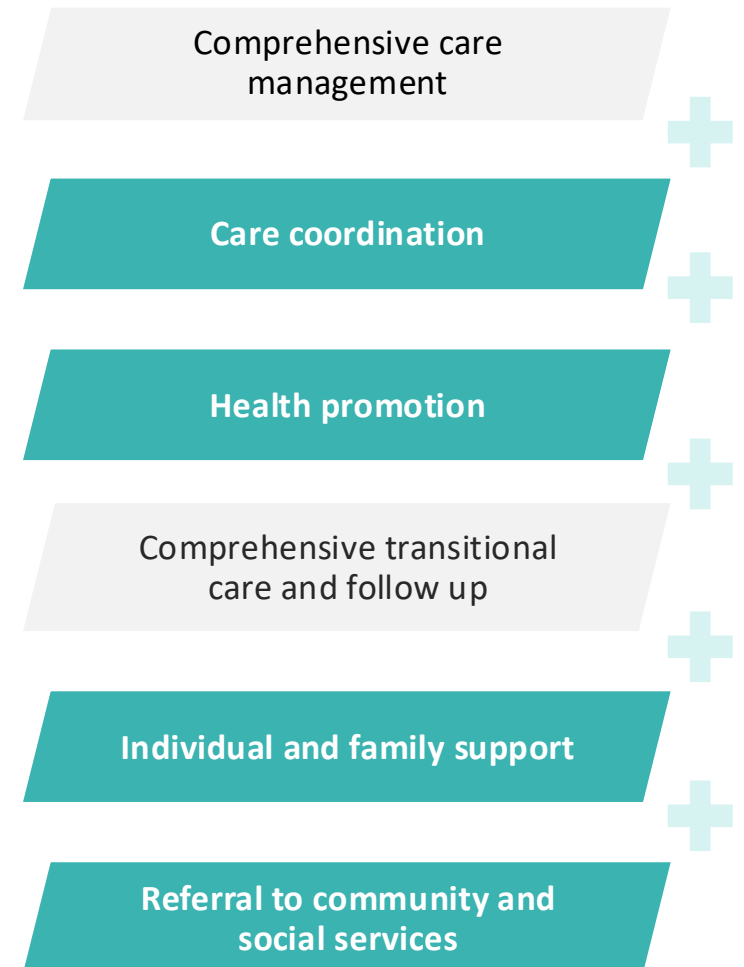 Comprehensive care
management
Care coordination
Health promotion
Comprehensive transitional
care and follow up
Individual and family support
Referral to community and
social services